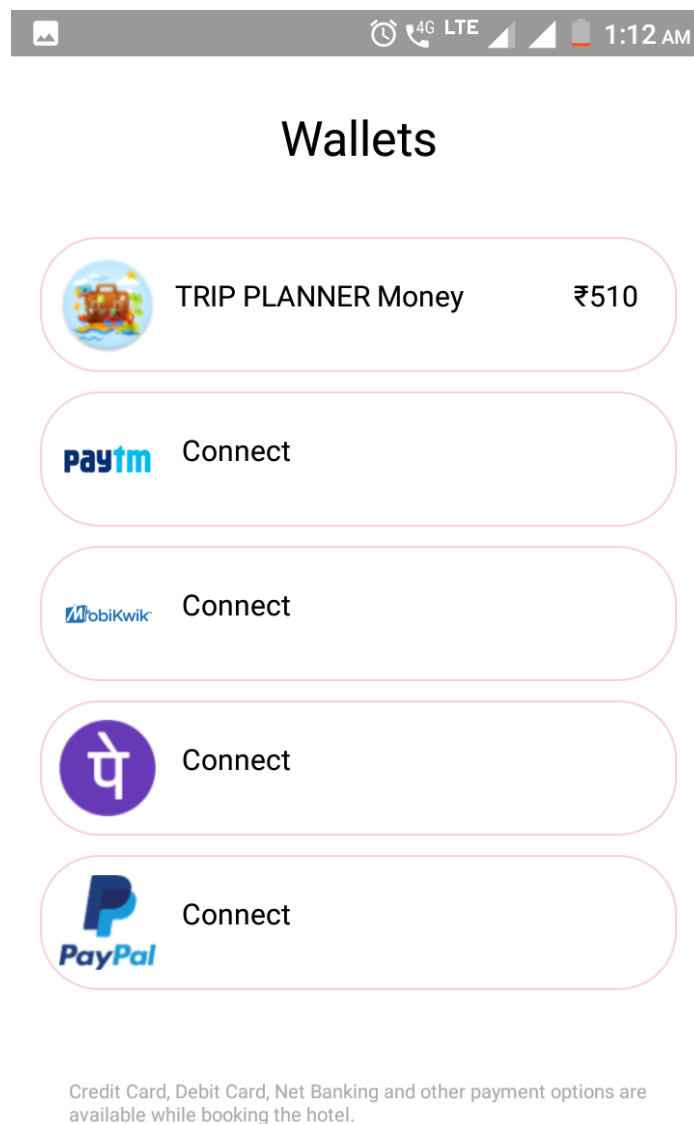 4G LTE 1:12 AM
Wallets
TRIP PLANNER Money ₹510
paytm Connect
MobiKwik Connect
पे Connect
PayPal Connect
Credit Card, Debit Card, Net Banking and other payment options are
available while booking the hotel.